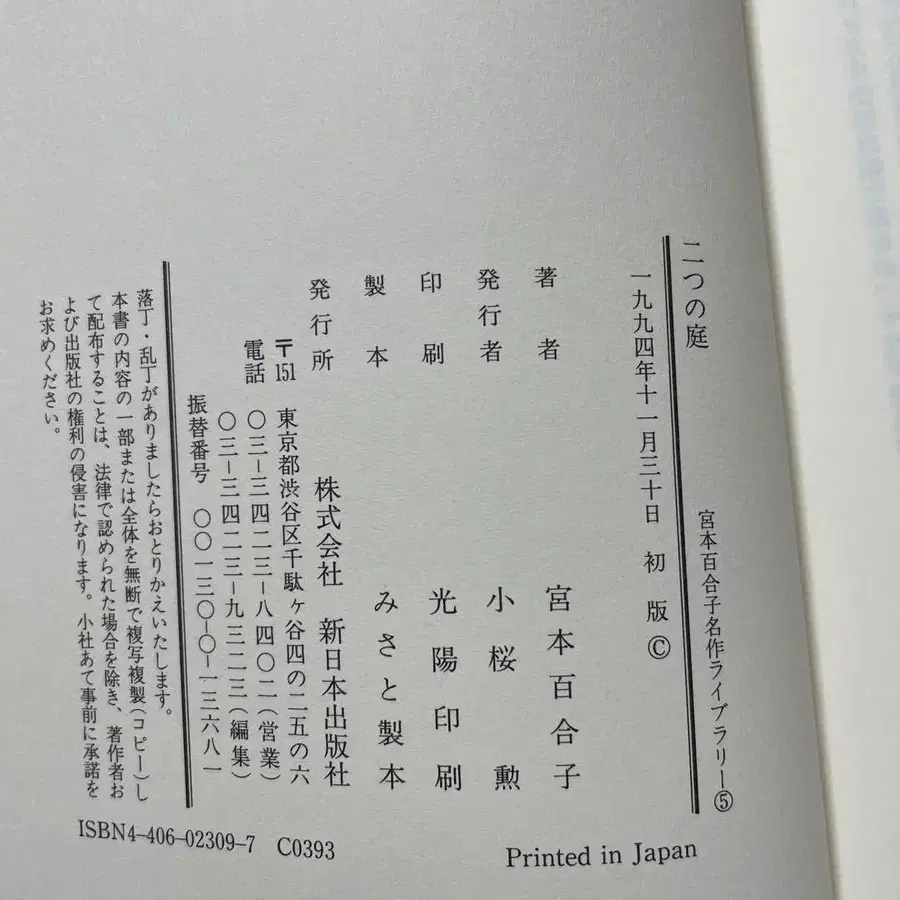 二つの庭
宮本百合子名作ライブラリー⑤
一九九四年十一月三十日 初版©
著者 宮本百合子
発行者 小桜勲
印刷 光陽印刷
製本 みさと製本
発行所 株式会社 新日本出版社
〒151 東京都渋谷区千駄ヶ谷四の二五の六
電話 〇三―三四二三―八四〇二(営業)
〇三―三四二三―九三二三(編集)
振替番号 〇〇一三〇―〇―一三六八一
落丁・乱丁がありましたらおとりかえいたします。
本書の内容の一部または全体を無断で複写複製(コピー)し
て配布することは、法律で認められた場合を除き、著作者お
よび出版社の権利の侵害になります。小社あて事前に承諾を
お求めください。
ISBN4-406-02309-7 C0393
Printed in Japan